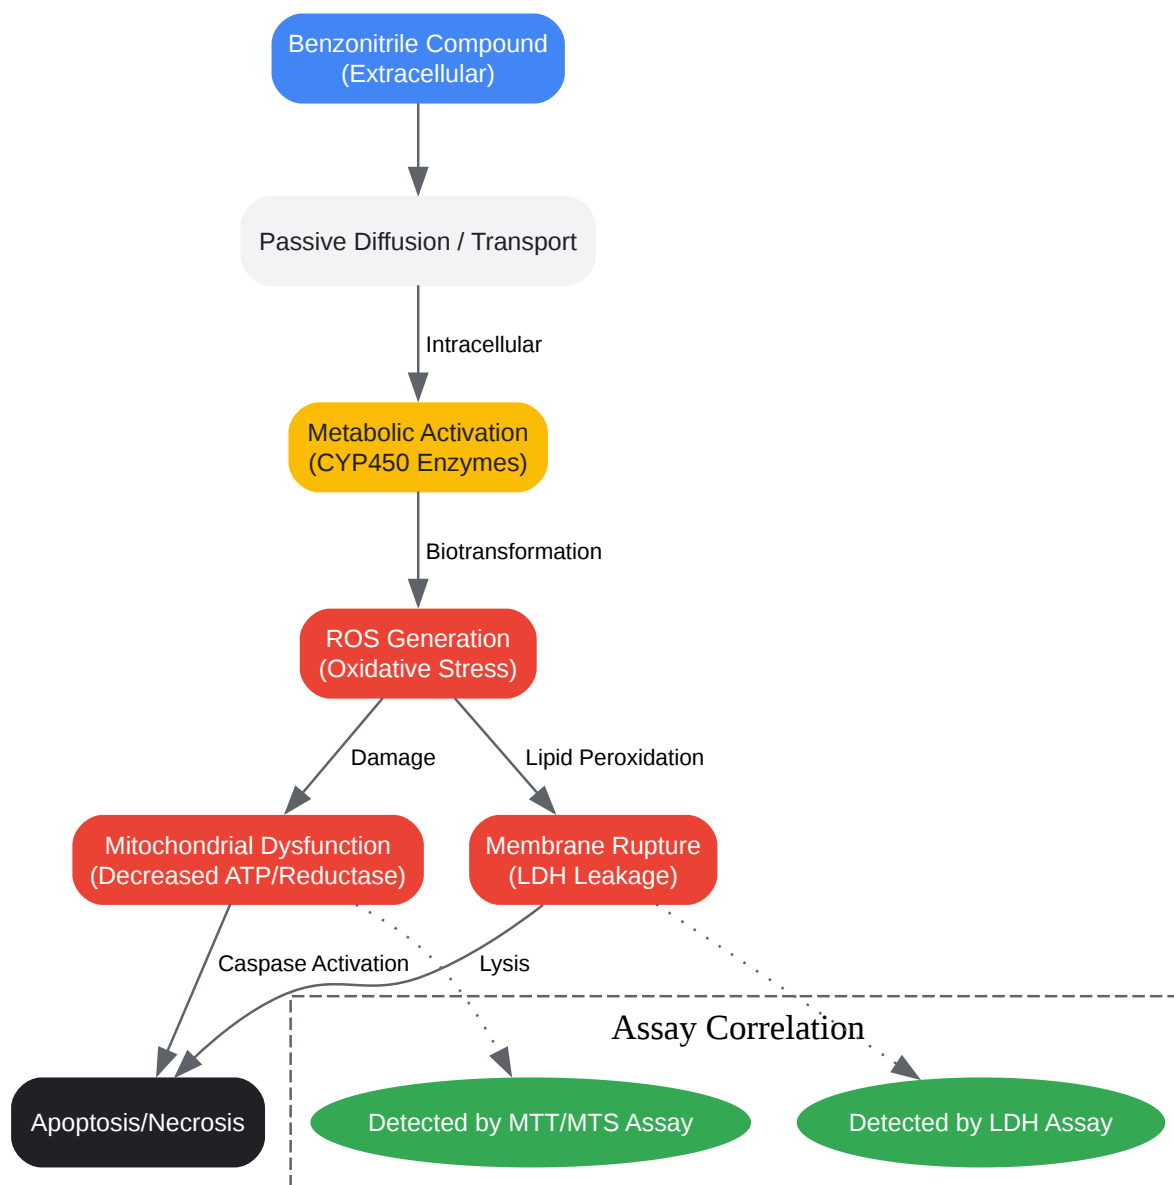 Benzonitrile Compound
(Extracellular)
Passive Diffusion / Transport
Intracellular
Metabolic Activation
(CYP450 Enzymes)
Biotransformation
ROS Generation
(Oxidative Stress)
Damage
Lipid Peroxidation
Mitochondrial Dysfunction
(Decreased ATP/Reductase)
Membrane Rupture
(LDH Leakage)
Caspase Activation
Lysis
Assay Correlation
Apoptosis/Necrosis
Detected by MTT/MTS Assay
Detected by LDH Assay